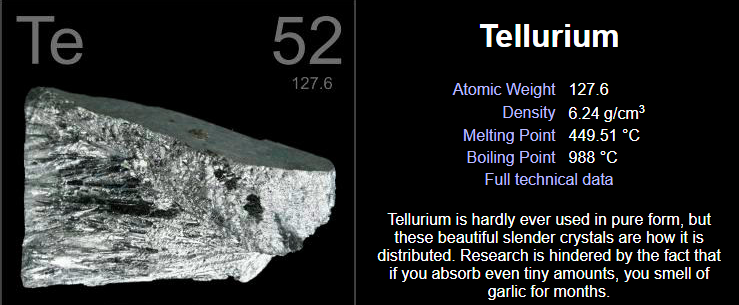 Te
52
127.6
Tellurium
Atomic Weight 127.6
Density 6.24 g/cm³
Melting Point 449.51 °C
Boiling Point 988 °C
Full technical data
Tellurium is hardly ever used in pure form, but
these beautiful slender crystals are how it is
distributed. Research is hindered by the fact that
if you absorb even tiny amounts, you smell of
garlic for months.